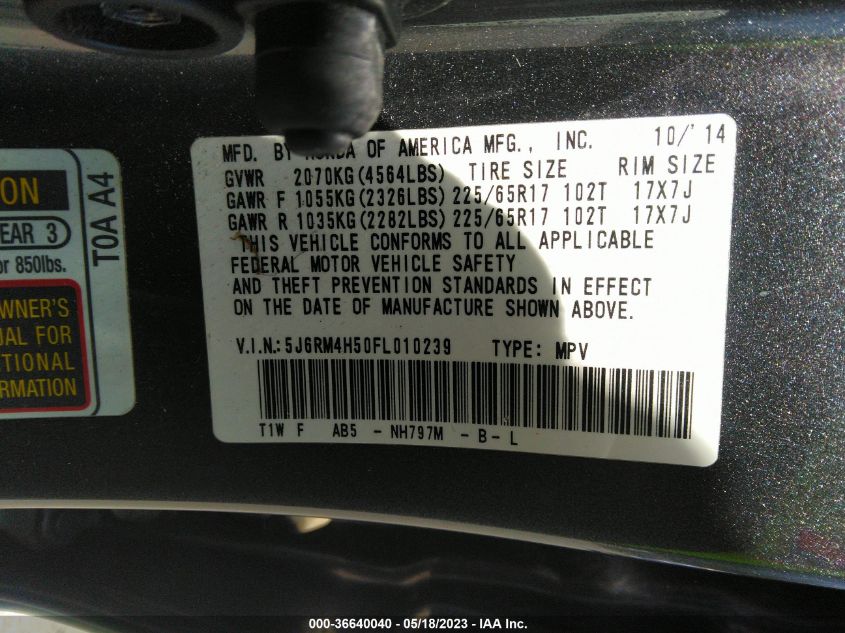 ON
EAR 3
or 850lbs.
T0A A4
WNER'S
UAL FOR
TIONAL
RMATION
MFD. BY HONDA OF AMERICA MFG., INC. 10/'14
GVWR 2070KG(4564LBS) TIRE SIZE RIM SIZE
GAWR F 1055KG(2326LBS) 225/65R17 102T 17X7J
GAWR R 1035KG(2282LBS) 225/65R17 102T 17X7J
THIS VEHICLE CONFORMS TO ALL APPLICABLE
FEDERAL MOTOR VEHICLE SAFETY
AND THEFT PREVENTION STANDARDS IN EFFECT
ON THE DATE OF MANUFACTURE SHOWN ABOVE.
V.I.N.:5J6RM4H50FL010239 TYPE: MPV
T1W F AB5 - NH797M - B - L
000-36640040 - 05/18/2023 - IAA Inc.